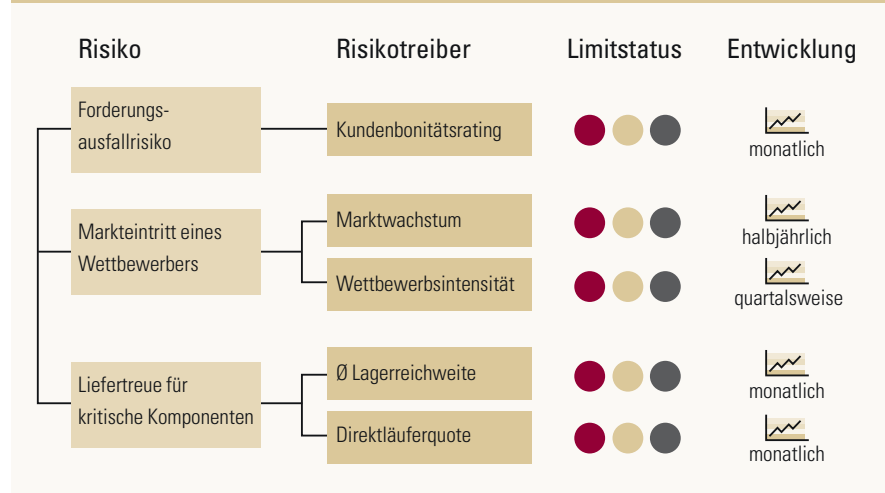 Risiko Risikotreiber Limitstatus Entwicklung
Forderungs-
ausfallrisiko
Kundenbonitätsrating
monatlich
Markteintritt eines
Wettbewerbers
Marktwachstum
halbjährlich
Wettbewerbsintensität
quartalsweise
Liefertreue für
kritische Komponenten
Ø Lagerreichweite
monatlich
Direktläuferquote
monatlich